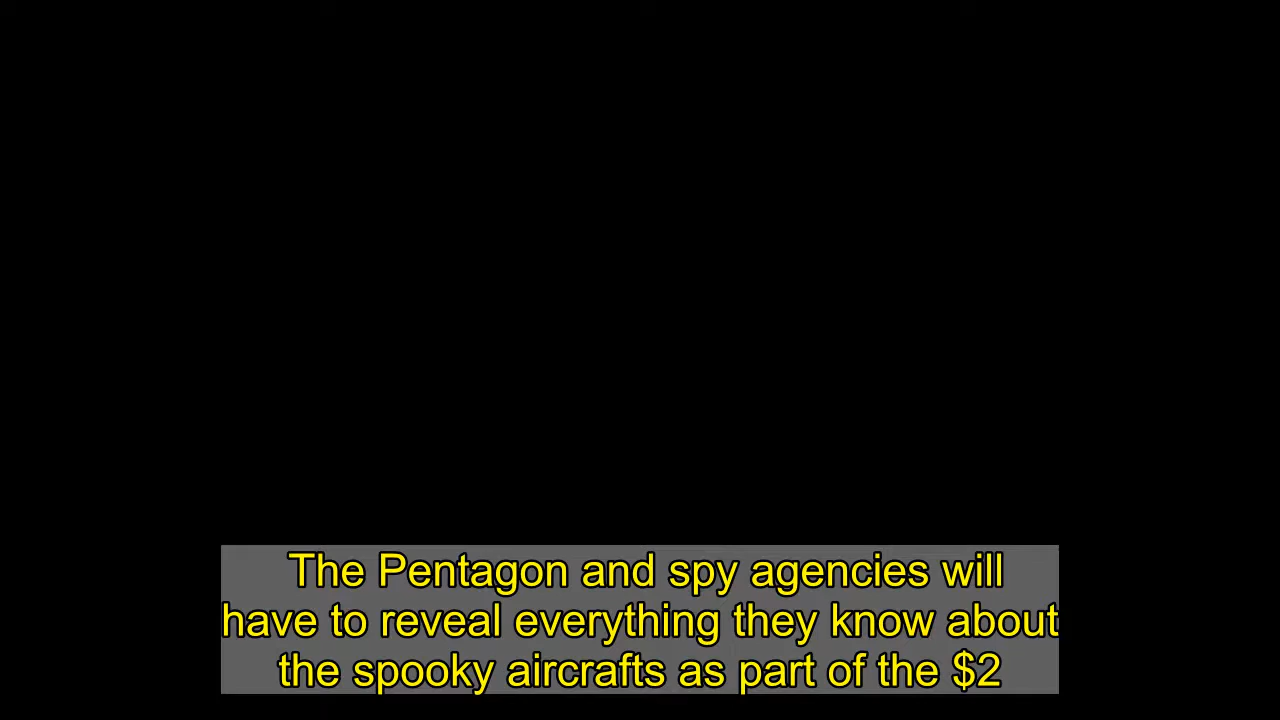 The Pentagon and spy agencies will
have to reveal everything they know about
the spooky aircrafts as part of the $2